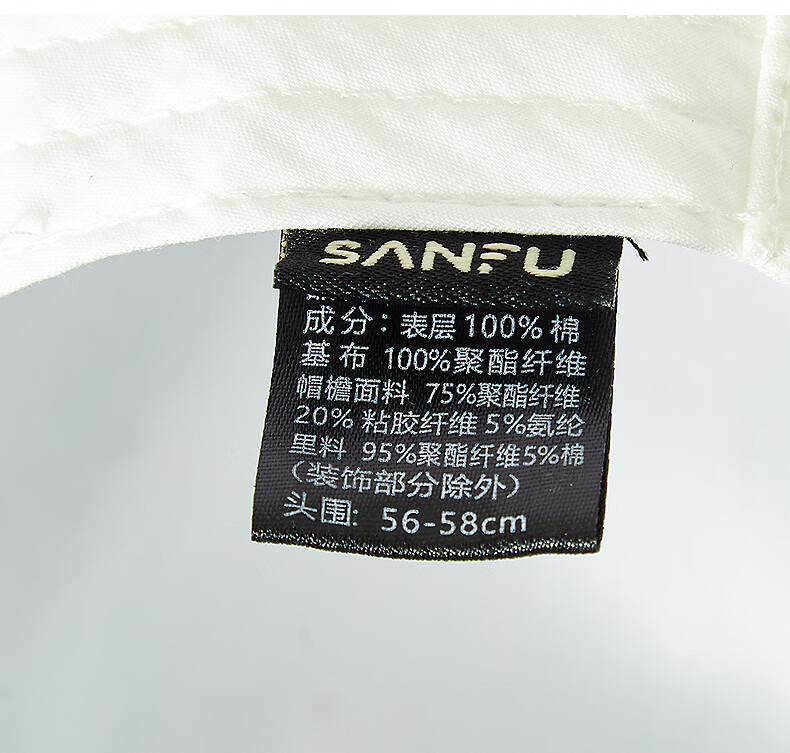 SANFU
成分：表层100%棉
基布 100%聚酯纤维
帽檐面料 75%聚酯纤维
20% 粘胶纤维 5%氨纶
里料 95%聚酯纤维5%棉
（装饰部分除外）
头围: 56-58cm